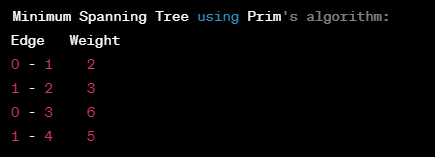 Minimum Spanning Tree using Prim's algorithm:
Edge Weight
0 - 1 2
1 - 2 3
0 - 3 6
1 - 4 5